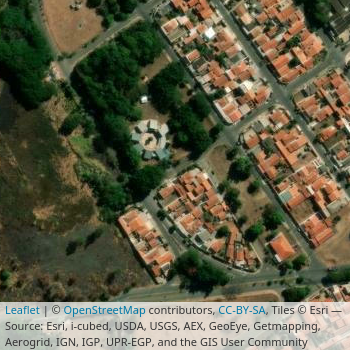 Leaflet | © OpenStreetMap contributors, CC-BY-SA, Tiles © Esri —
Source: Esri, i-cubed, USDA, USGS, AEX, GeoEye, Getmapping,
Aerogrid, IGN, IGP, UPR-EGP, and the GIS User Community